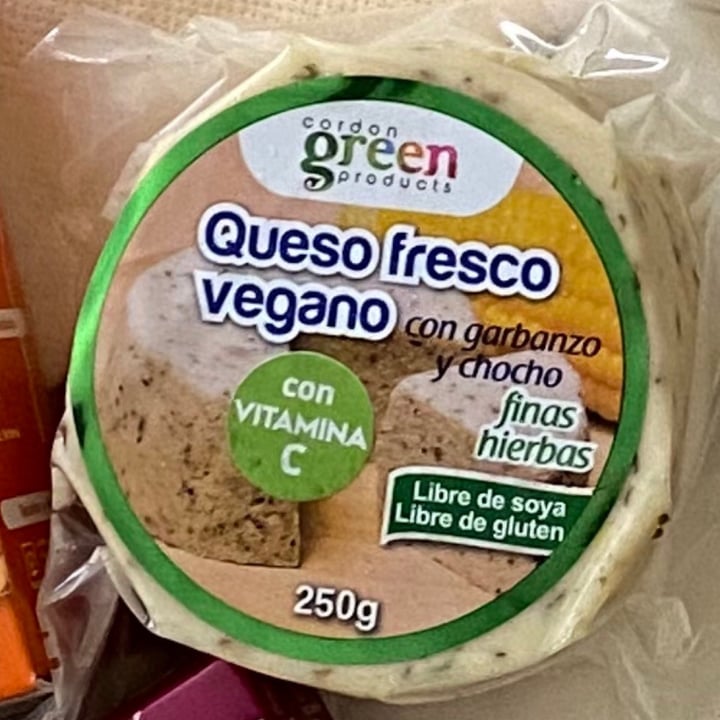 cordon
green
products
Queso fresco
vegano con garbanzo
y chocho
finas
hierbas
con
VITAMINA
C
Libre de soya
Libre de gluten
250g